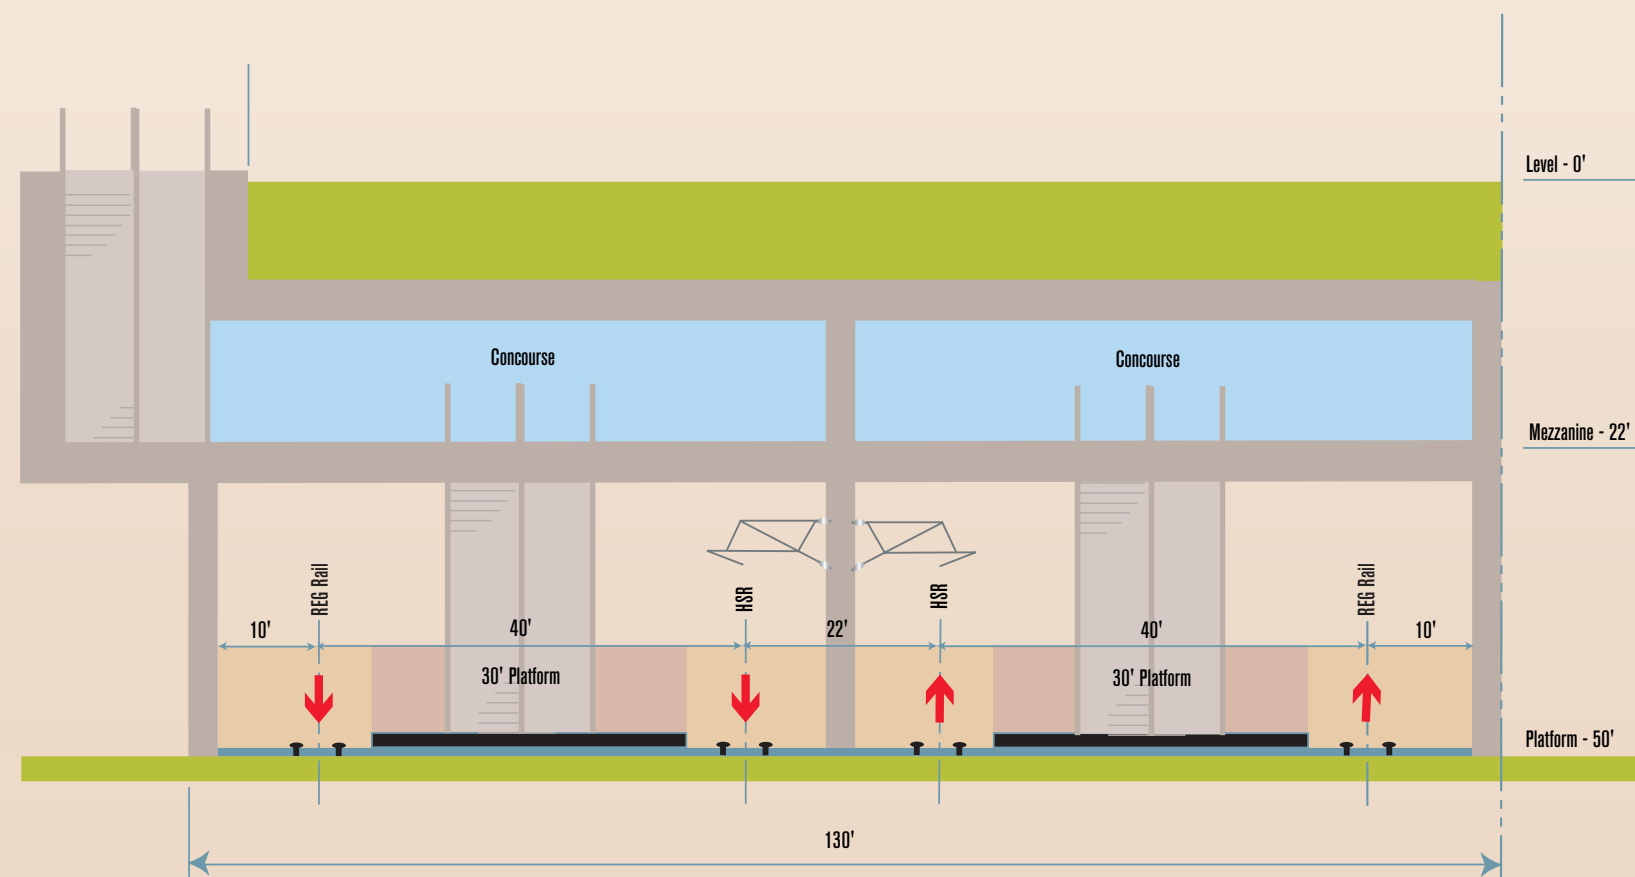 Level - 0'
Concourse
Concourse
Mezzanine - 22'
REG Rail
HSR
HSR
REG Rail
10'
40'
22'
40'
10'
30' Platform
30' Platform
Platform - 50'
130'